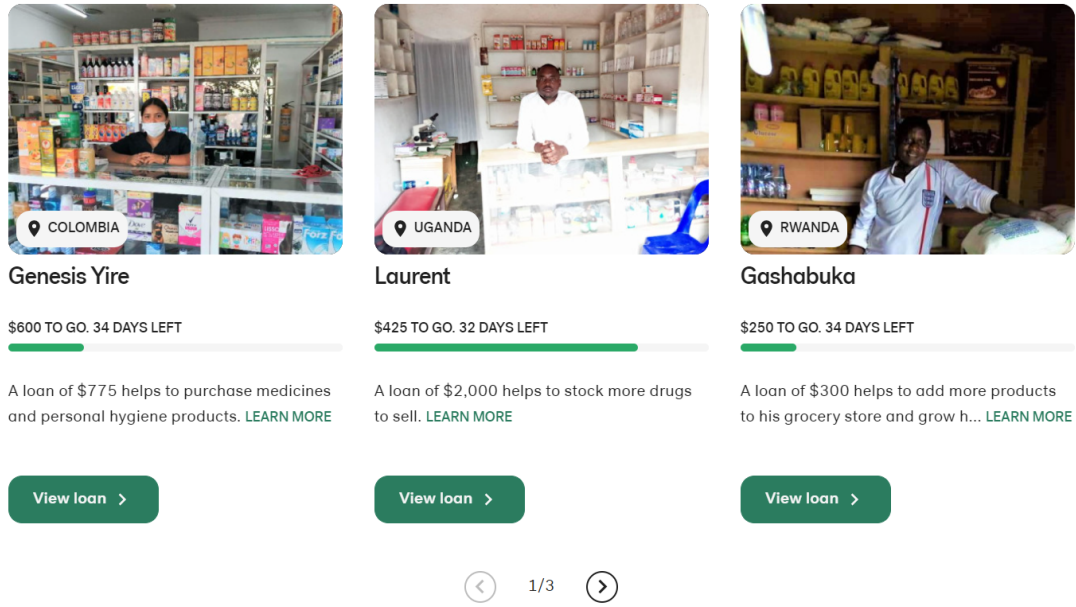 COLOMBIA
Genesis Yire
$600 TO GO. 34 DAYS LEFT
A loan of $775 helps to purchase medicines
and personal hygiene products. LEARN MORE
View loan
UGANDA
Laurent
$425 TO GO. 32 DAYS LEFT
A loan of $2,000 helps to stock more drugs
to sell. LEARN MORE
View loan
RWANDA
Gashabuka
$250 TO GO. 34 DAYS LEFT
A loan of $300 helps to add more products
to his grocery store and grow h... LEARN MORE
View loan
1/3